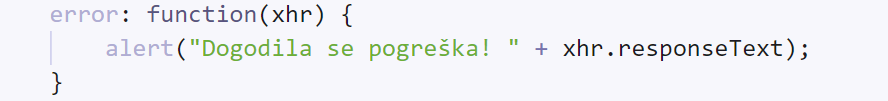 error: function(xhr) {
alert("Dogodila se pogreška! " + xhr.responseText);
}